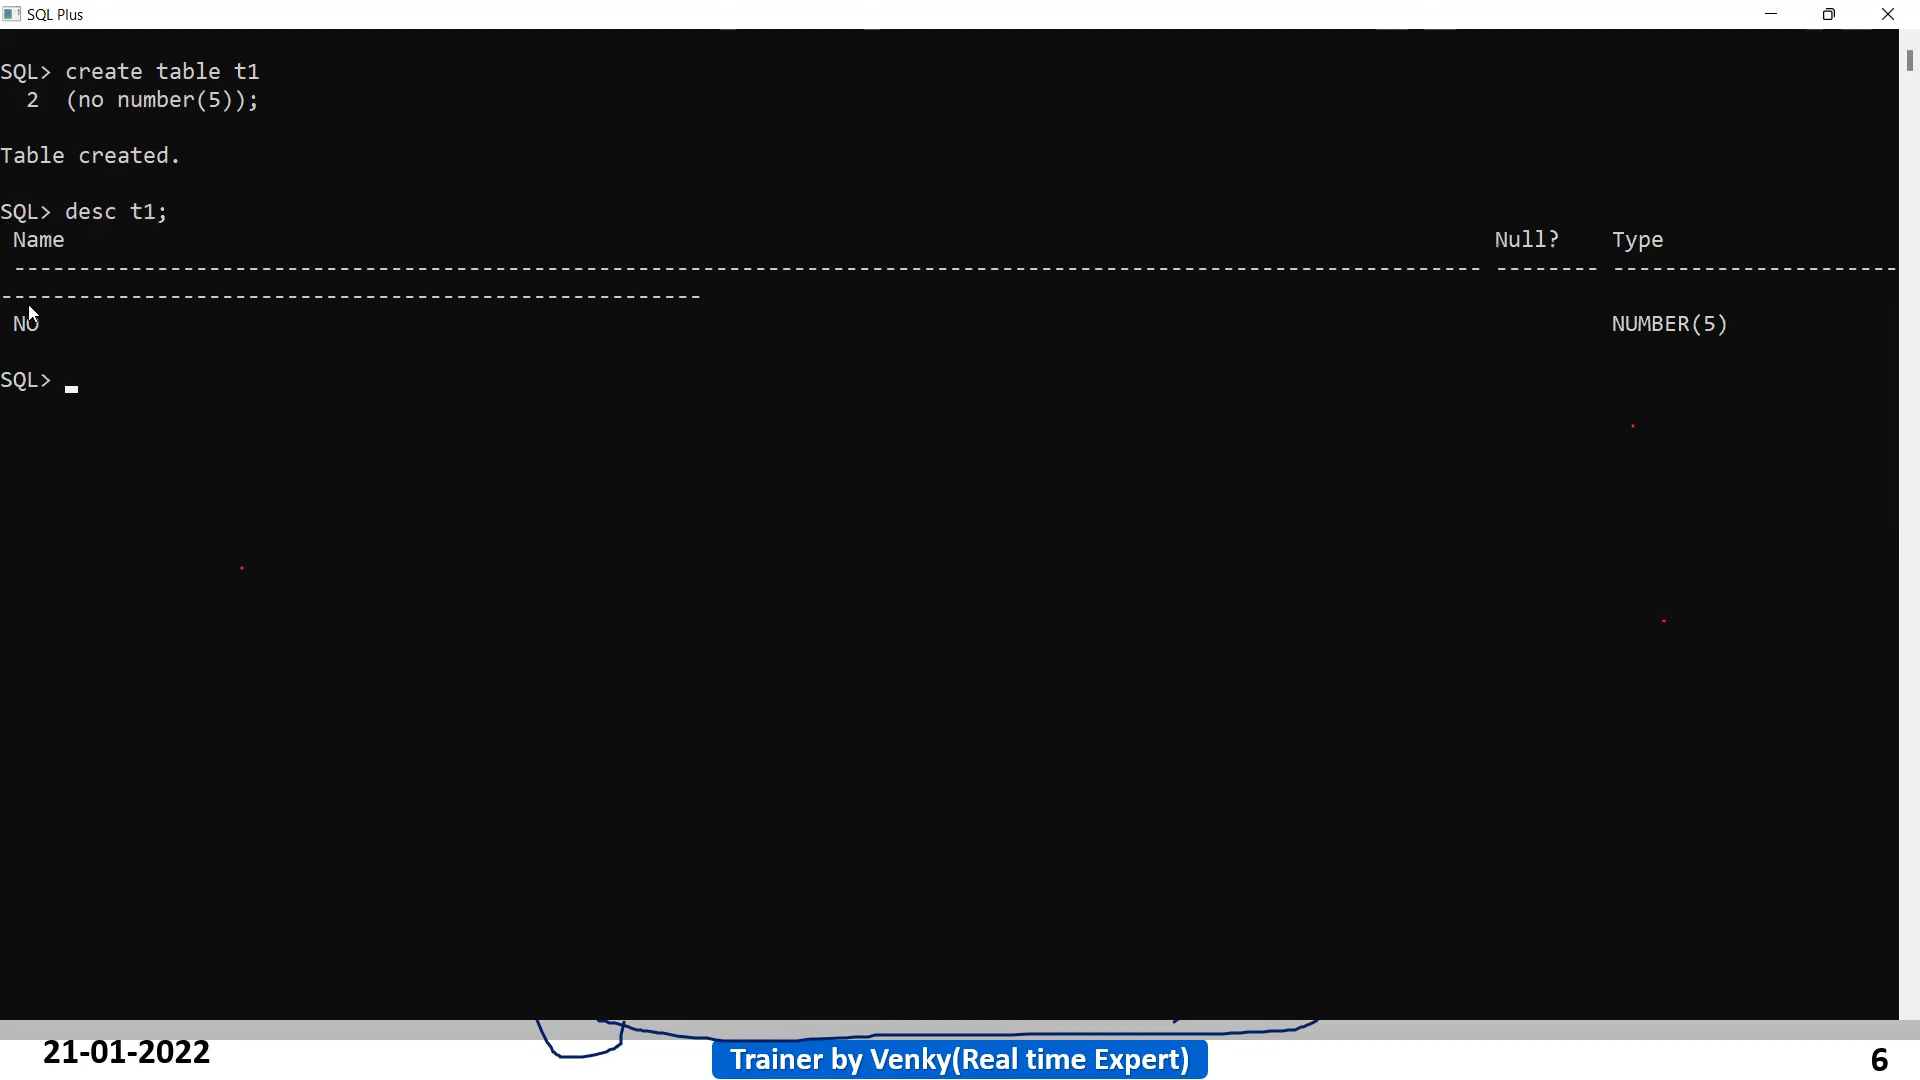 SQL Plus
SQL> create table t1
2 (no number(5));
Table created.
SQL> desc t1;
Name Null? Type
----------------------------------------------------------------------------------------------------------------- -------- ----------------------
------------------------------------------------------
NO NUMBER(5)
SQL>
21-01-2022
Trainer by Venky(Real time Expert)
6